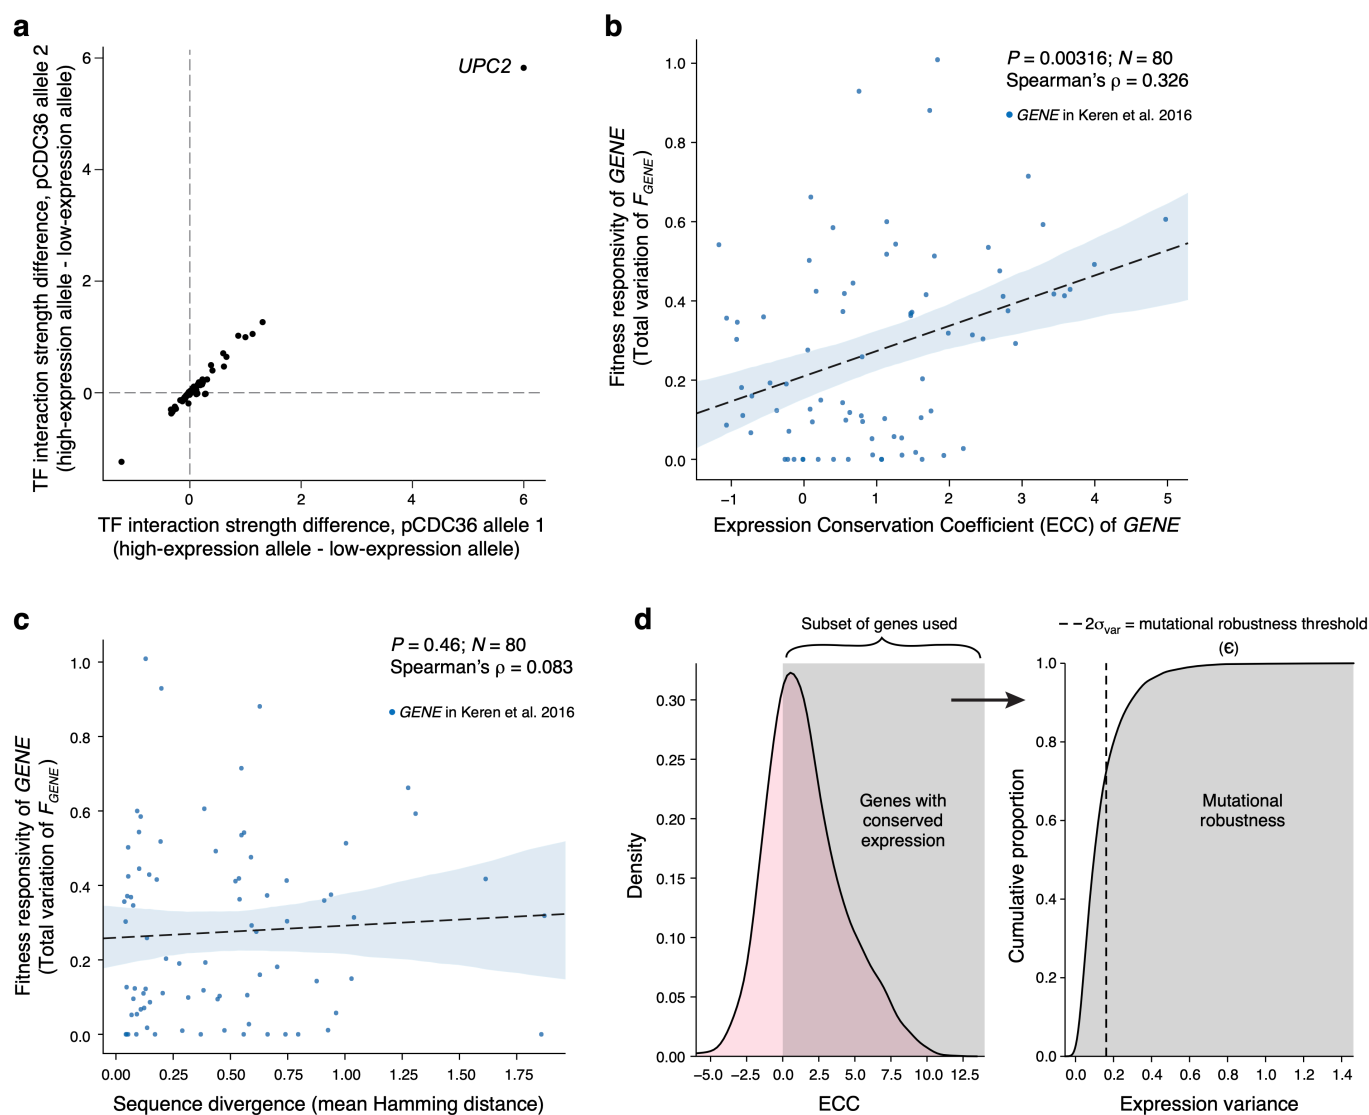 a
TF interaction strength difference, pCDC36 allele 2
(high-expression allele - low-expression allele)
6
4
2
0
UPC2
0
2
4
6
TF interaction strength difference, pCDC36 allele 1
(high-expression allele - low-expression allele)
b
Fitness responsivity of GENE
(Total variation of F_GENE)
1.0
0.8
0.6
0.4
0.2
0.0
P = 0.00316; N = 80
Spearman's ρ = 0.326
GENE in Keren et al. 2016
−1
0
1
2
3
4
5
Expression Conservation Coefficient (ECC) of GENE
c
Fitness responsivity of GENE
(Total variation of F_GENE)
1.0
0.8
0.6
0.4
0.2
0.0
P = 0.46; N = 80
Spearman's ρ = 0.083
GENE in Keren et al. 2016
0.00
0.25
0.50
0.75
1.00
1.25
1.50
1.75
Sequence divergence (mean Hamming distance)
d
Subset of genes used
Density
0.30
0.25
0.20
0.15
0.10
0.05
0.00
Genes with
conserved
expression
−5.0
−2.5
0.0
2.5
5.0
7.5
10.0
12.5
ECC
2σvar = mutational robustness threshold
(Є)
Cumulative proportion
1.0
0.8
0.6
0.4
0.2
0.0
Mutational
robustness
0.0
0.2
0.4
0.6
0.8
1.0
1.2
1.4
Expression variance